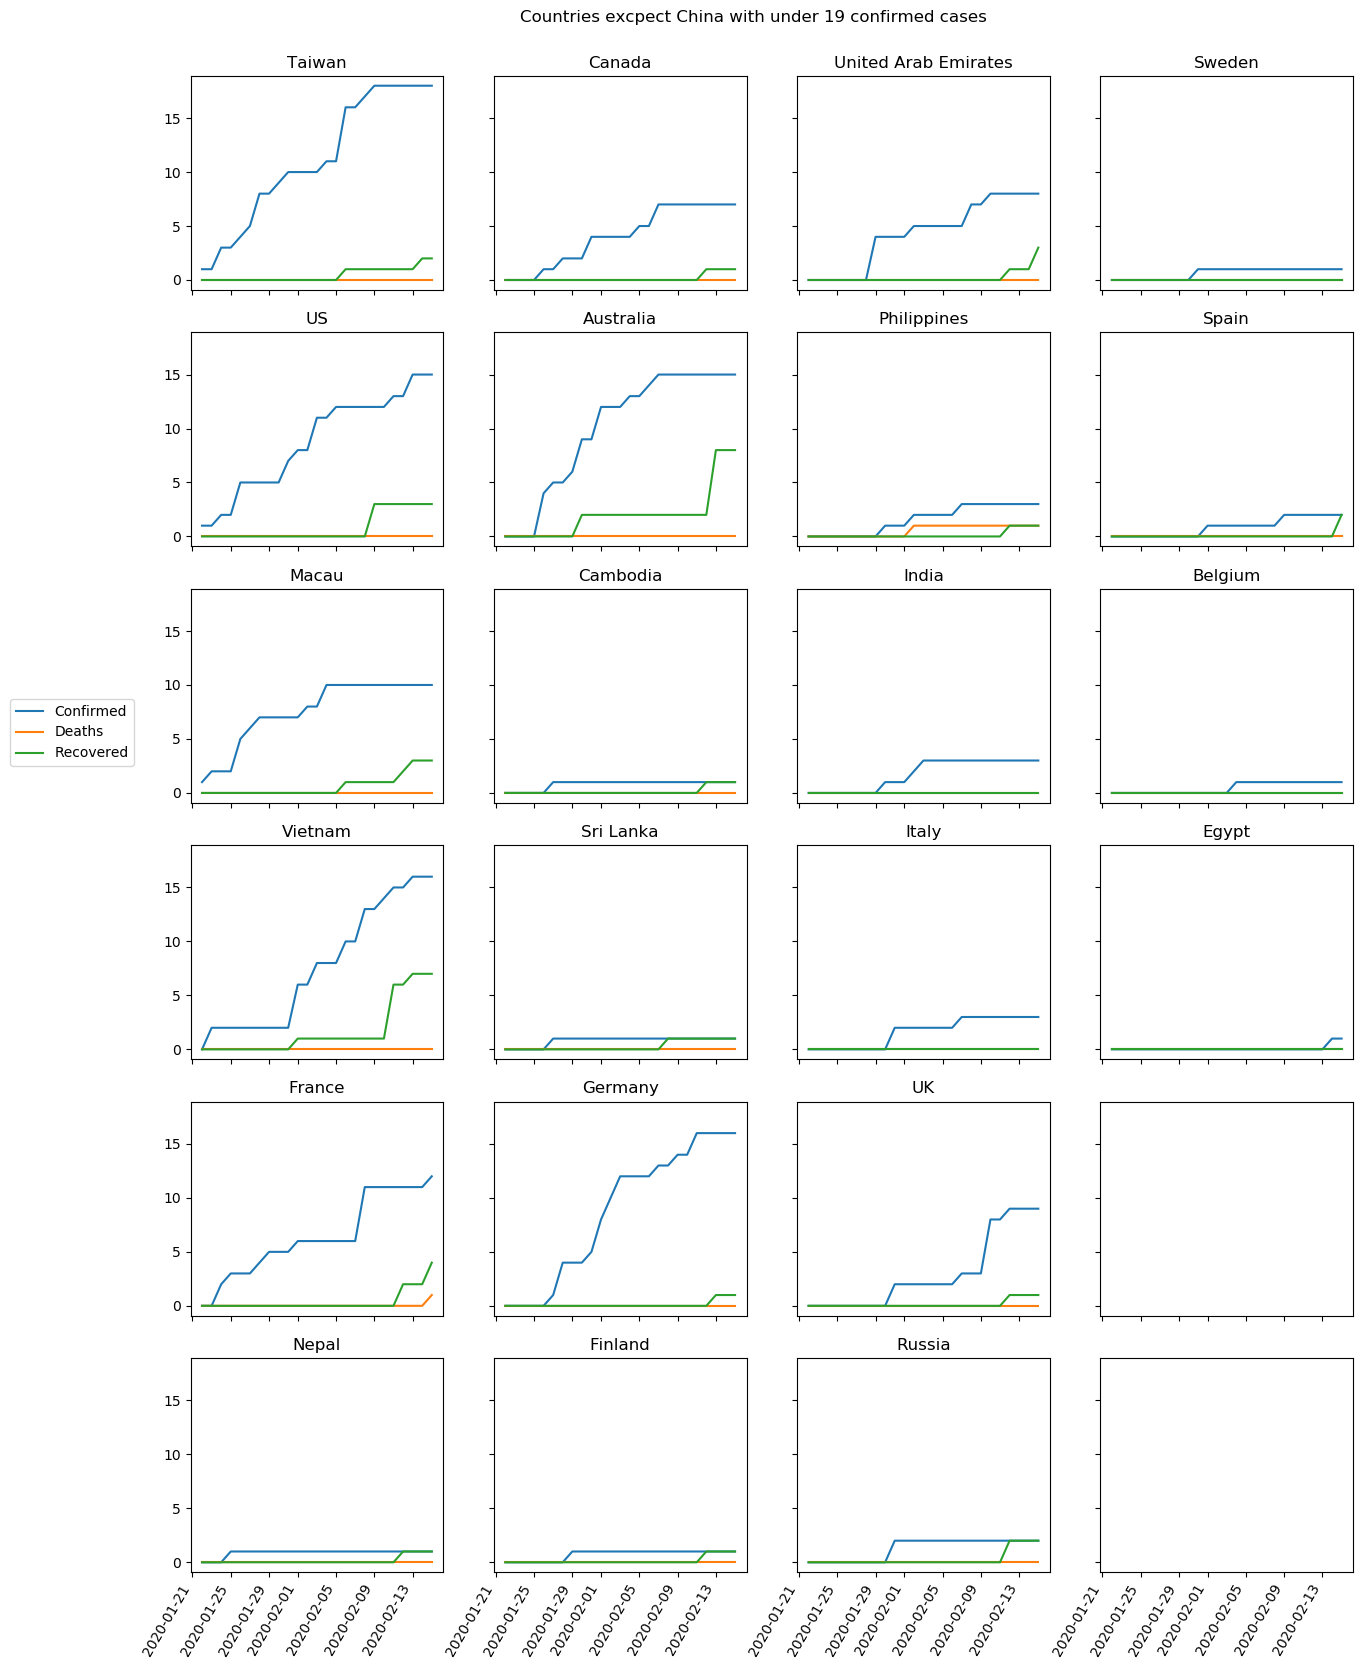 Countries excpect China with under 19 confirmed cases
Taiwan
Canada
United Arab Emirates
Sweden
15
10
5
0
US
Australia
Philippines
Spain
15
10
5
0
Macau
Cambodia
India
Belgium
15
10
5
0
Confirmed
Deaths
Recovered
Vietnam
Sri Lanka
Italy
Egypt
15
10
5
0
France
Germany
UK
15
10
5
0
Nepal
Finland
Russia
15
10
5
0
2020-01-21
2020-01-25
2020-01-29
2020-02-01
2020-02-05
2020-02-09
2020-02-13
2020-01-21
2020-01-25
2020-01-29
2020-02-01
2020-02-05
2020-02-09
2020-02-13
2020-01-21
2020-01-25
2020-01-29
2020-02-01
2020-02-05
2020-02-09
2020-02-13
2020-01-21
2020-01-25
2020-01-29
2020-02-01
2020-02-05
2020-02-09
2020-02-13